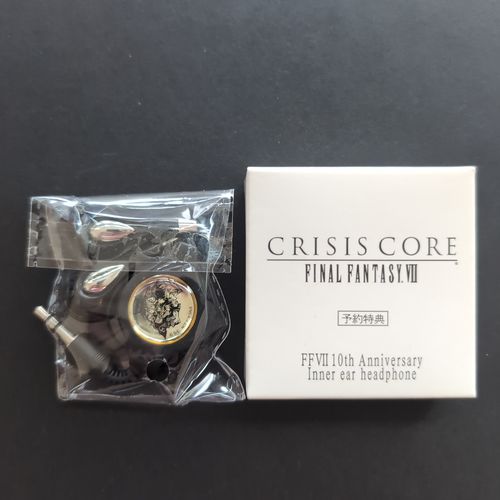 CRISIS CORE
FINAL FANTASY. VII
予約特典
FFVII 10th Anniversary
Inner ear headphone